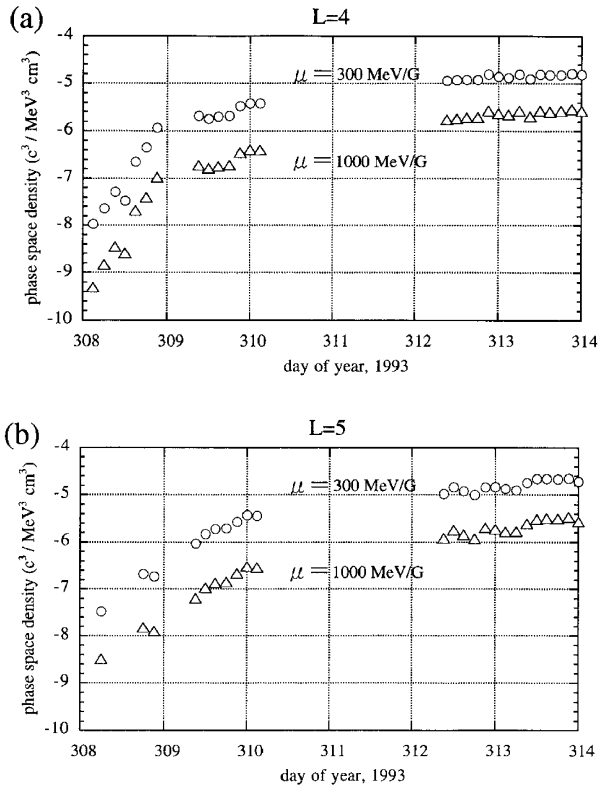 (a)
L=4
-4
-5
-6
-7
-8
-9
-10
phase space density (c³ / MeV³ cm³)
μ = 300 MeV/G
μ = 1000 MeV/G
308 309 310 311 312 313 314
day of year, 1993
(b)
L=5
-4
-5
-6
-7
-8
-9
-10
phase space density (c³ / MeV³ cm³)
μ = 300 MeV/G
μ = 1000 MeV/G
308 309 310 311 312 313 314
day of year, 1993